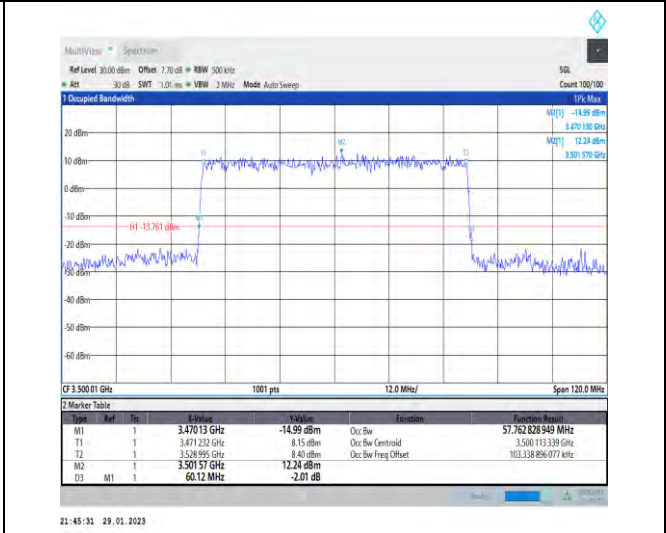 MultiView Spectrum
Ref Level 30.00 dBm Offset 7.70 dB RBW 500 kHz SGL
Att 30 dB SWT 1.01 ms VBW 2 MHz Mode Auto Sweep Count 100/100
1 Occupied Bandwidth 1Pk Max
M1[1] -14.99 dBm
3.470 130 GHz
M2[1] 12.24 dBm
3.501 570 GHz
20 dBm
M2
T1 T2
10 dBm
0 dBm
-10 dBm
M1
H1 -13.761 dBm
-20 dBm
-30 dBm
-40 dBm
-50 dBm
-60 dBm
CF 3.500 01 GHz 1001 pts 12.0 MHz/ Span 120.0 MHz
2 Marker Table
Type Ref Trc X-Value Y-Value Function Function Result
M1 1 3.470 13 GHz -14.99 dBm Occ Bw 57.762 828 949 MHz
T1 1 3.471 232 GHz 8.15 dBm Occ Bw Centroid 3.500 113 339 GHz
T2 1 3.528 995 GHz 8.40 dBm Occ Bw Freq Offset 103.338 896 077 kHz
M2 1 3.501 57 GHz 12.24 dBm
D3 M1 1 60.12 MHz -2.01 dB
21:45:31 29.01.2023